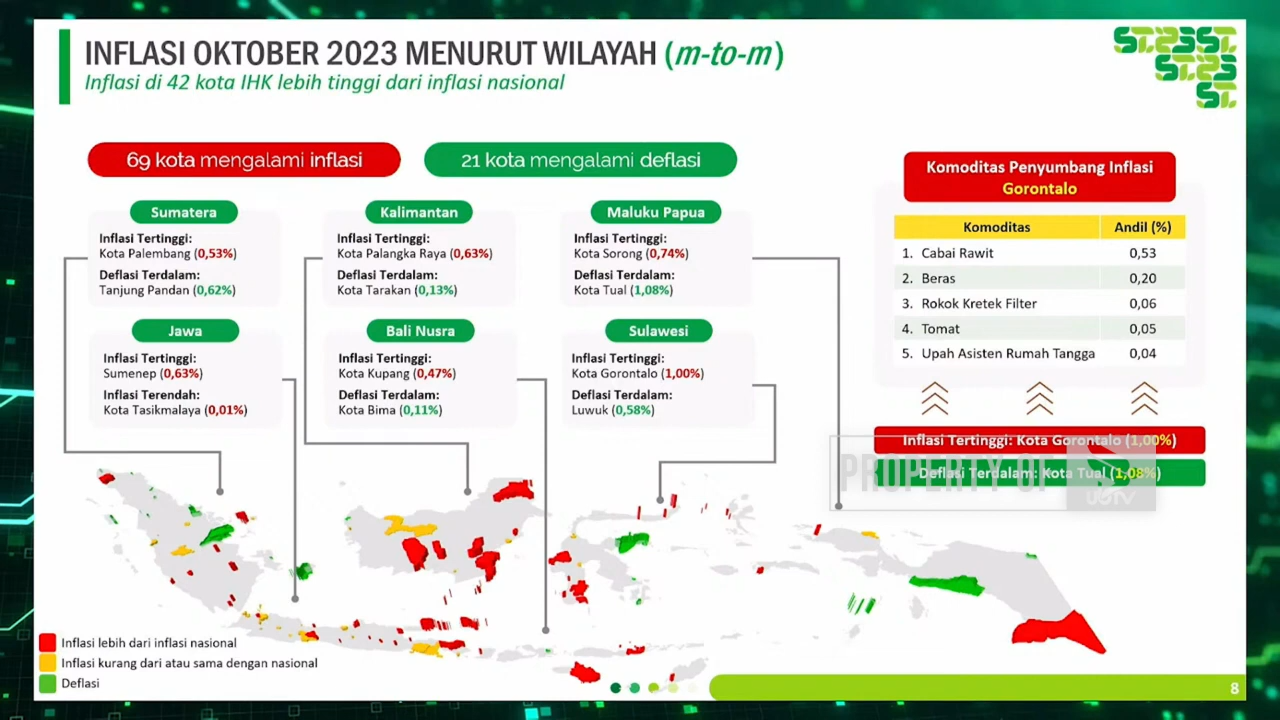 INFLASI OKTOBER 2023 MENURUT WILAYAH (m-to-m)
Inflasi di 42 kota IHK lebih tinggi dari inflasi nasional
69 kota mengalami inflasi
21 kota mengalami deflasi
Sumatera
Inflasi Tertinggi:
Kota Palembang (0,53%)
Deflasi Terdalam:
Tanjung Pandan (0,62%)
Kalimantan
Inflasi Tertinggi:
Kota Palangka Raya (0,63%)
Deflasi Terdalam:
Kota Tarakan (0,13%)
Maluku Papua
Inflasi Tertinggi:
Kota Sorong (0,74%)
Deflasi Terdalam:
Kota Tual (1,08%)
Jawa
Inflasi Tertinggi:
Sumenep (0,63%)
Inflasi Terendah:
Kota Tasikmalaya (0,01%)
Bali Nusra
Inflasi Tertinggi:
Kota Kupang (0,47%)
Deflasi Terdalam:
Kota Bima (0,11%)
Sulawesi
Inflasi Tertinggi:
Kota Gorontalo (1,00%)
Deflasi Terdalam:
Luwuk (0,58%)
Komoditas Penyumbang Inflasi
Gorontalo
Komoditas Andil (%)
1. Cabai Rawit 0,53
2. Beras 0,20
3. Rokok Kretek Filter 0,06
4. Tomat 0,05
5. Upah Asisten Rumah Tangga 0,04
Inflasi Tertinggi: Kota Gorontalo (1,00%)
Deflasi Terdalam: Kota Tual (1,08%)
PROPERTY OF
Inflasi lebih dari inflasi nasional
Inflasi kurang dari atau sama dengan nasional
Deflasi
8